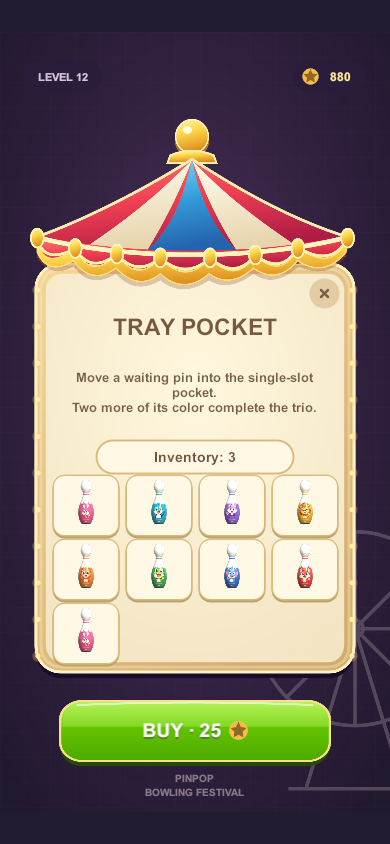 LEVEL 12
880
TRAY POCKET
Move a waiting pin into the single-slot
pocket.
Two more of its color complete the trio.
Inventory: 3
BUY · 25
PINPOP
BOWLING FESTIVAL